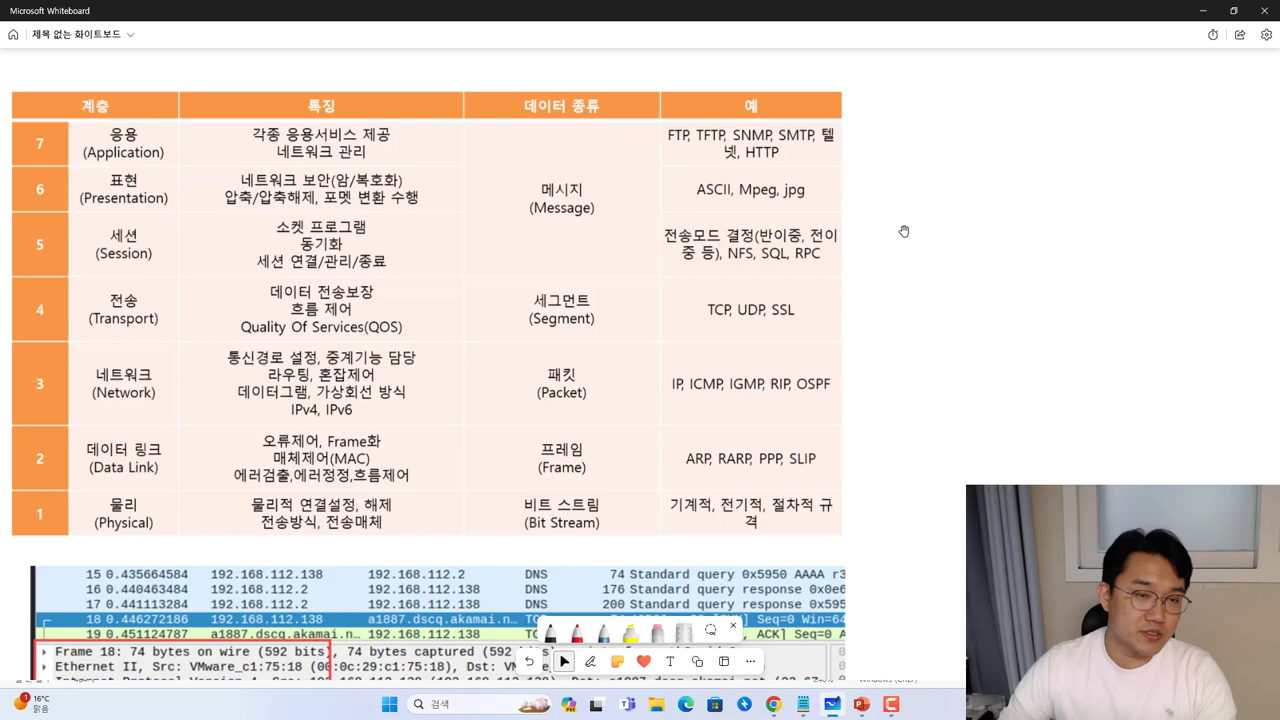 Microsoft Whiteboard
제목 없는 화이트보드
계층 특징 데이터 종류 예
7
응용
(Application)
각종 응용서비스 제공
네트워크 관리
FTP, TFTP, SNMP, SMTP, 텔
넷, HTTP
6
표현
(Presentation)
네트워크 보안(암/복호화)
압축/압축해제, 포멧 변환 수행
메시지
(Message)
ASCII, Mpeg, jpg
5
세션
(Session)
소켓 프로그램
동기화
세션 연결/관리/종료
전송모드 결정(반이중, 전이
중 등), NFS, SQL, RPC
4
전송
(Transport)
데이터 전송보장
흐름 제어
Quality Of Services(QOS)
세그먼트
(Segment)
TCP, UDP, SSL
3
네트워크
(Network)
통신경로 설정, 중계기능 담당
라우팅, 혼잡제어
데이터그램, 가상회선 방식
IPv4, IPv6
패킷
(Packet)
IP, ICMP, IGMP, RIP, OSPF
2
데이터 링크
(Data Link)
오류제어, Frame화
매체제어(MAC)
에러검출,에러정정,흐름제어
프레임
(Frame)
ARP, RARP, PPP, SLIP
1
물리
(Physical)
물리적 연결설정, 해제
전송방식, 전송매체
비트 스트림
(Bit Stream)
기계적, 전기적, 절차적 규
격
15 0.435664584 192.168.112.138 192.168.112.2 DNS 74 Standard query 0x5950 AAAA
16 0.440463484 192.168.112.2 192.168.112.138 DNS 176 Standard query response
17 0.441113284 192.168.112.2 192.168.112.138 DNS 200 Standard query response
18 0.446272186 192.168.112.138 a1887.dscq.akamai.n...
19 0.451124787 a1887.dscq.akamai.n... 192.168.112.138 ACK] Seq=0
Frame 18: 74 bytes on wire (592 bits), 74 bytes captured (592
Ethernet II, Src: VMware_c1:75:18 (00:0c:29:c1:75:18), Dst:
16°C
맑음
검색